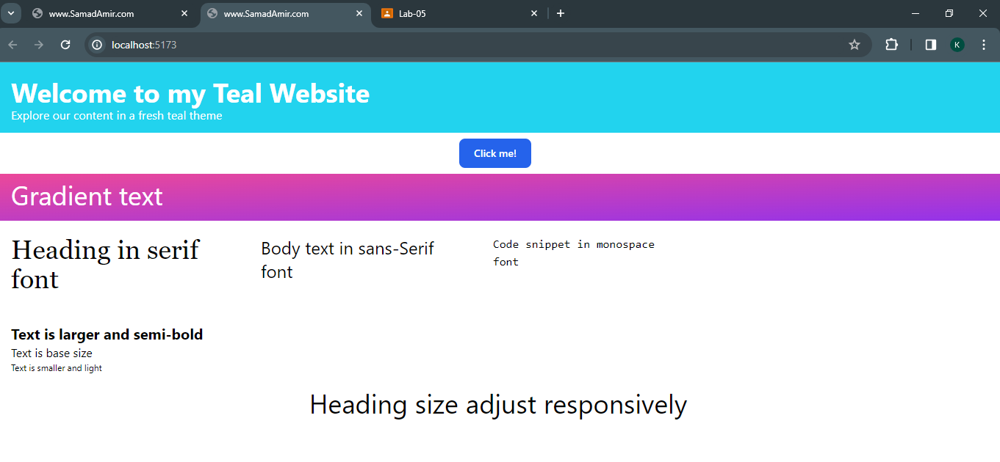 www.SamadAmir.com
www.SamadAmir.com
Lab-05
localhost:5173
K
Welcome to my Teal Website
Explore our content in a fresh teal theme
Click me!
Gradient text
Heading in serif
font
Body text in sans-Serif
font
Code snippet in monospace
font
Text is larger and semi-bold
Text is base size
Text is smaller and light
Heading size adjust responsively